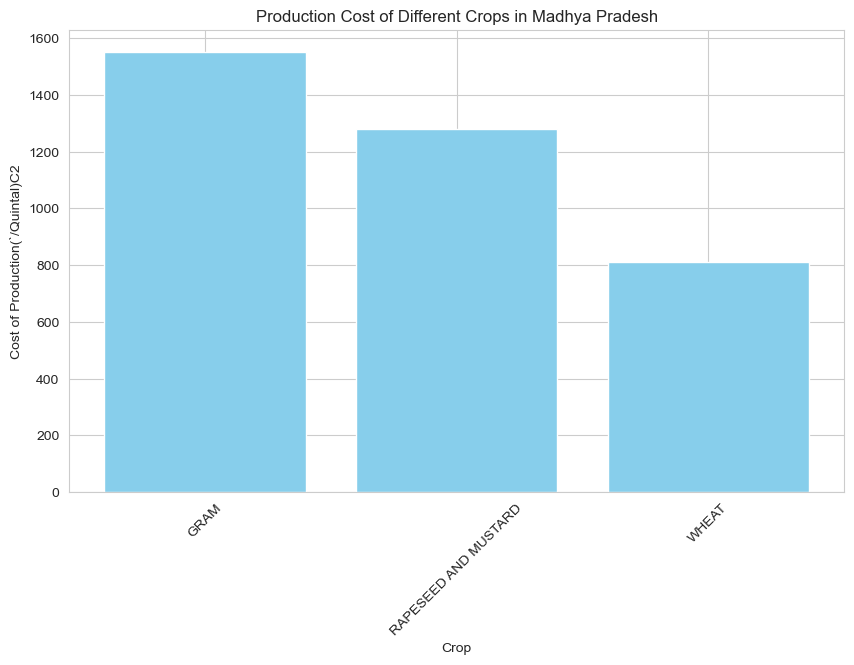 Production Cost of Different Crops in Madhya Pradesh
Cost of Production(`/Quintal)C2
1600
1400
1200
1000
800
600
400
200
0
GRAM
RAPESEED AND MUSTARD
WHEAT
Crop